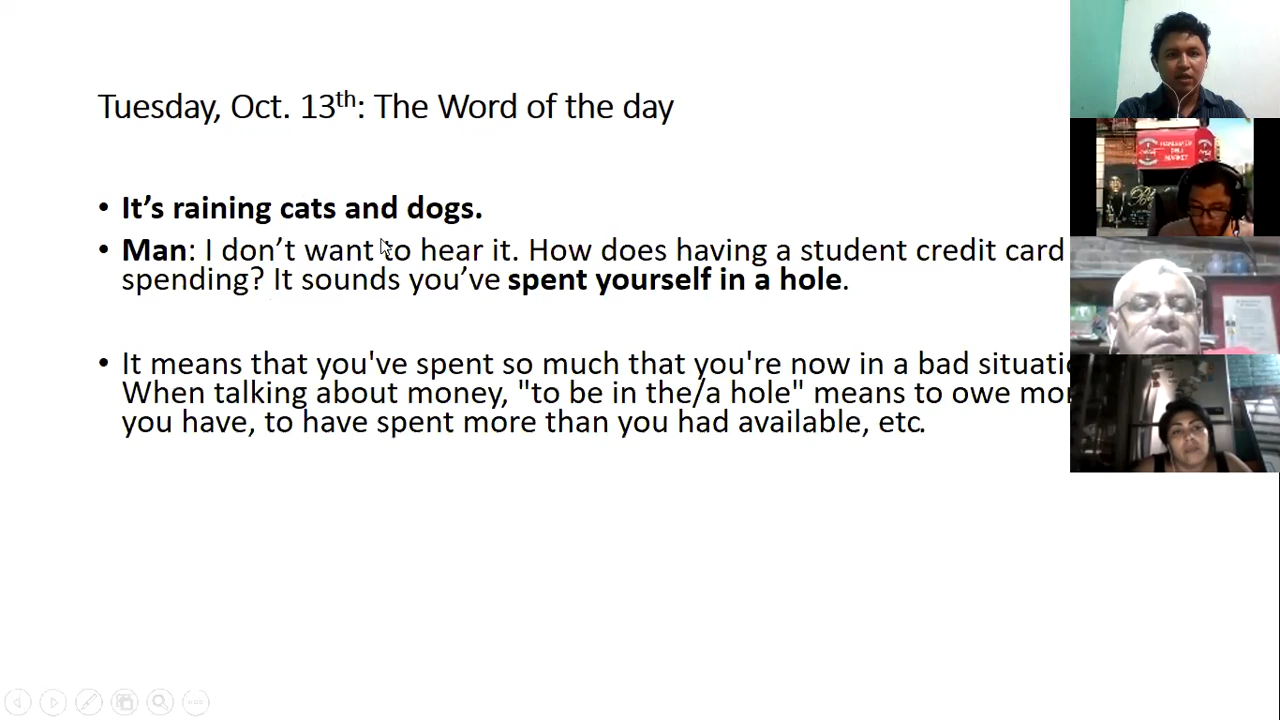 Tuesday, Oct. 13th: The Word of the day
• It’s raining cats and dogs.
• Man: I don’t want to hear it. How does having a student credit card
spending? It sounds you’ve spent yourself in a hole.
• It means that you've spent so much that you're now in a bad
When talking about money, "to be in the/a hole" means to owe
you have, to have spent more than you had available, etc.